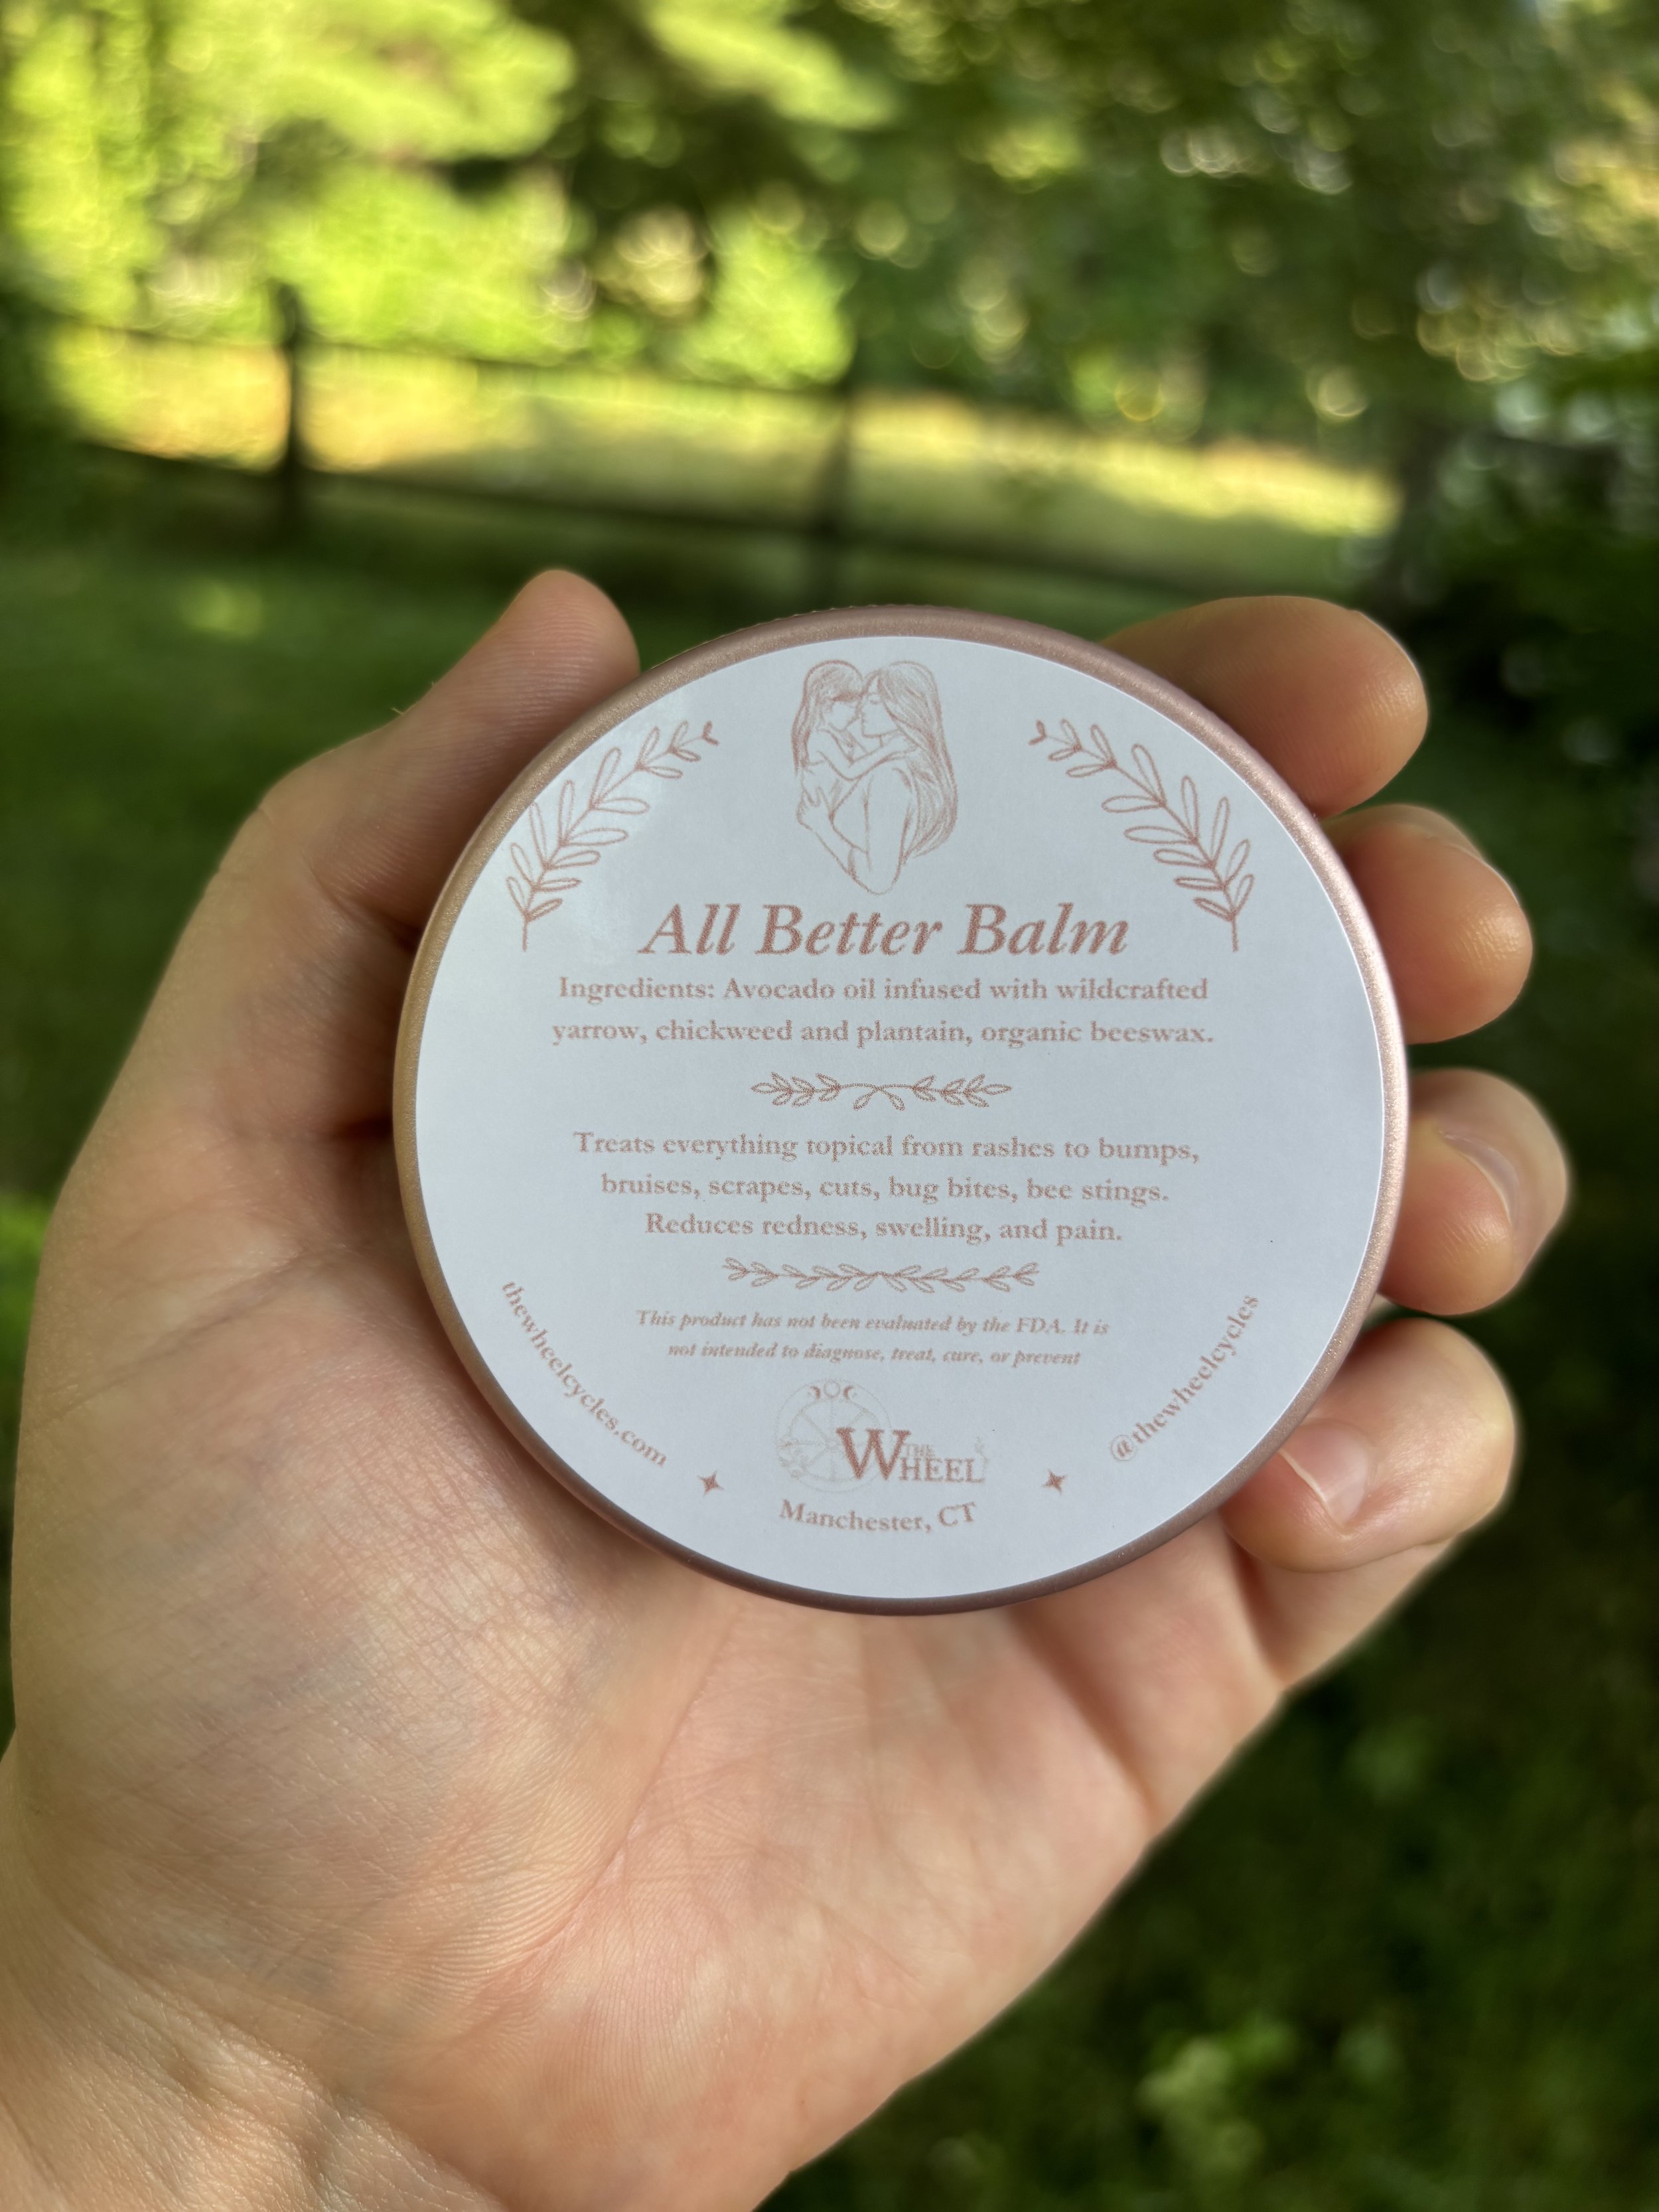 All Better Balm
Ingredients: Avocado oil infused with wildcrafted
yarrow, chickweed and plantain, organic beeswax.
Treats everything topical from rashes to bumps,
bruises, scrapes, cuts, bug bites, bee stings.
Reduces redness, swelling, and pain.
This product has not been evaluated by the FDA. It is
not intended to diagnose, treat, cure, or prevent
thewheelcycles.com
@thewheelcycles
THE
WHEEL
Manchester, CT